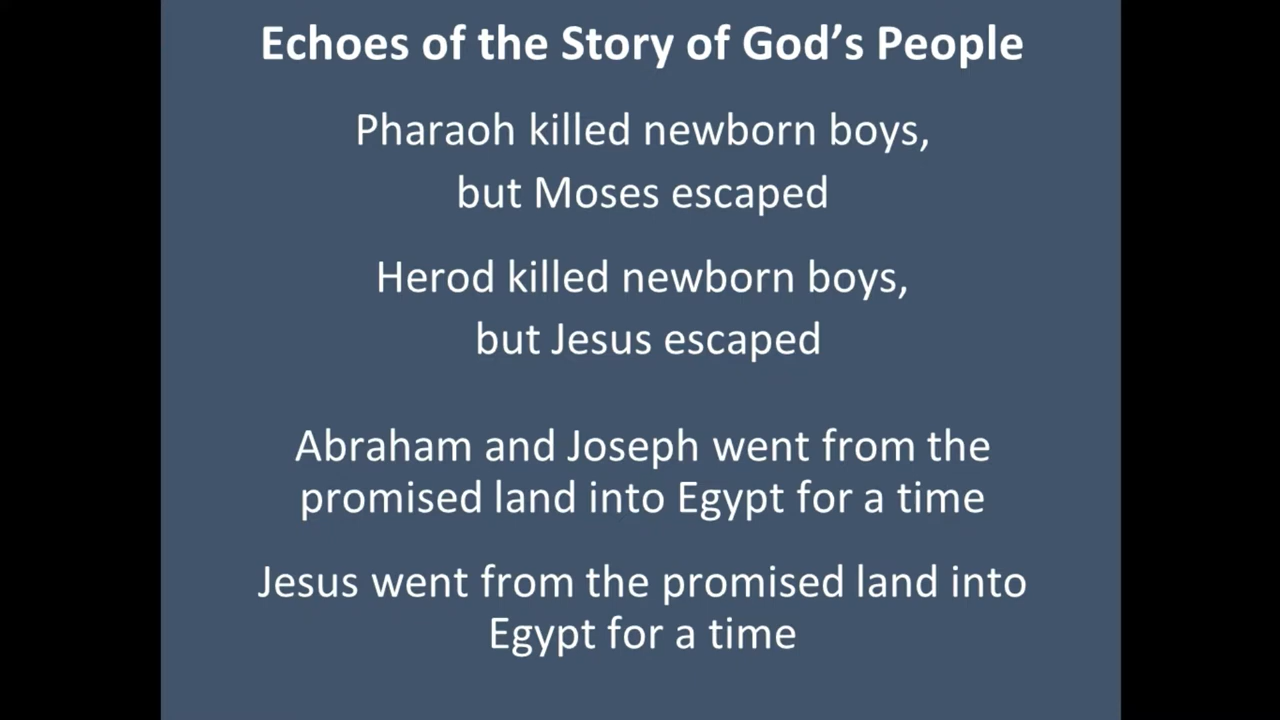 Echoes of the Story of God’s People
Pharaoh killed newborn boys,
but Moses escaped
Herod killed newborn boys,
but Jesus escaped
Abraham and Joseph went from the
promised land into Egypt for a time
Jesus went from the promised land into
Egypt for a time